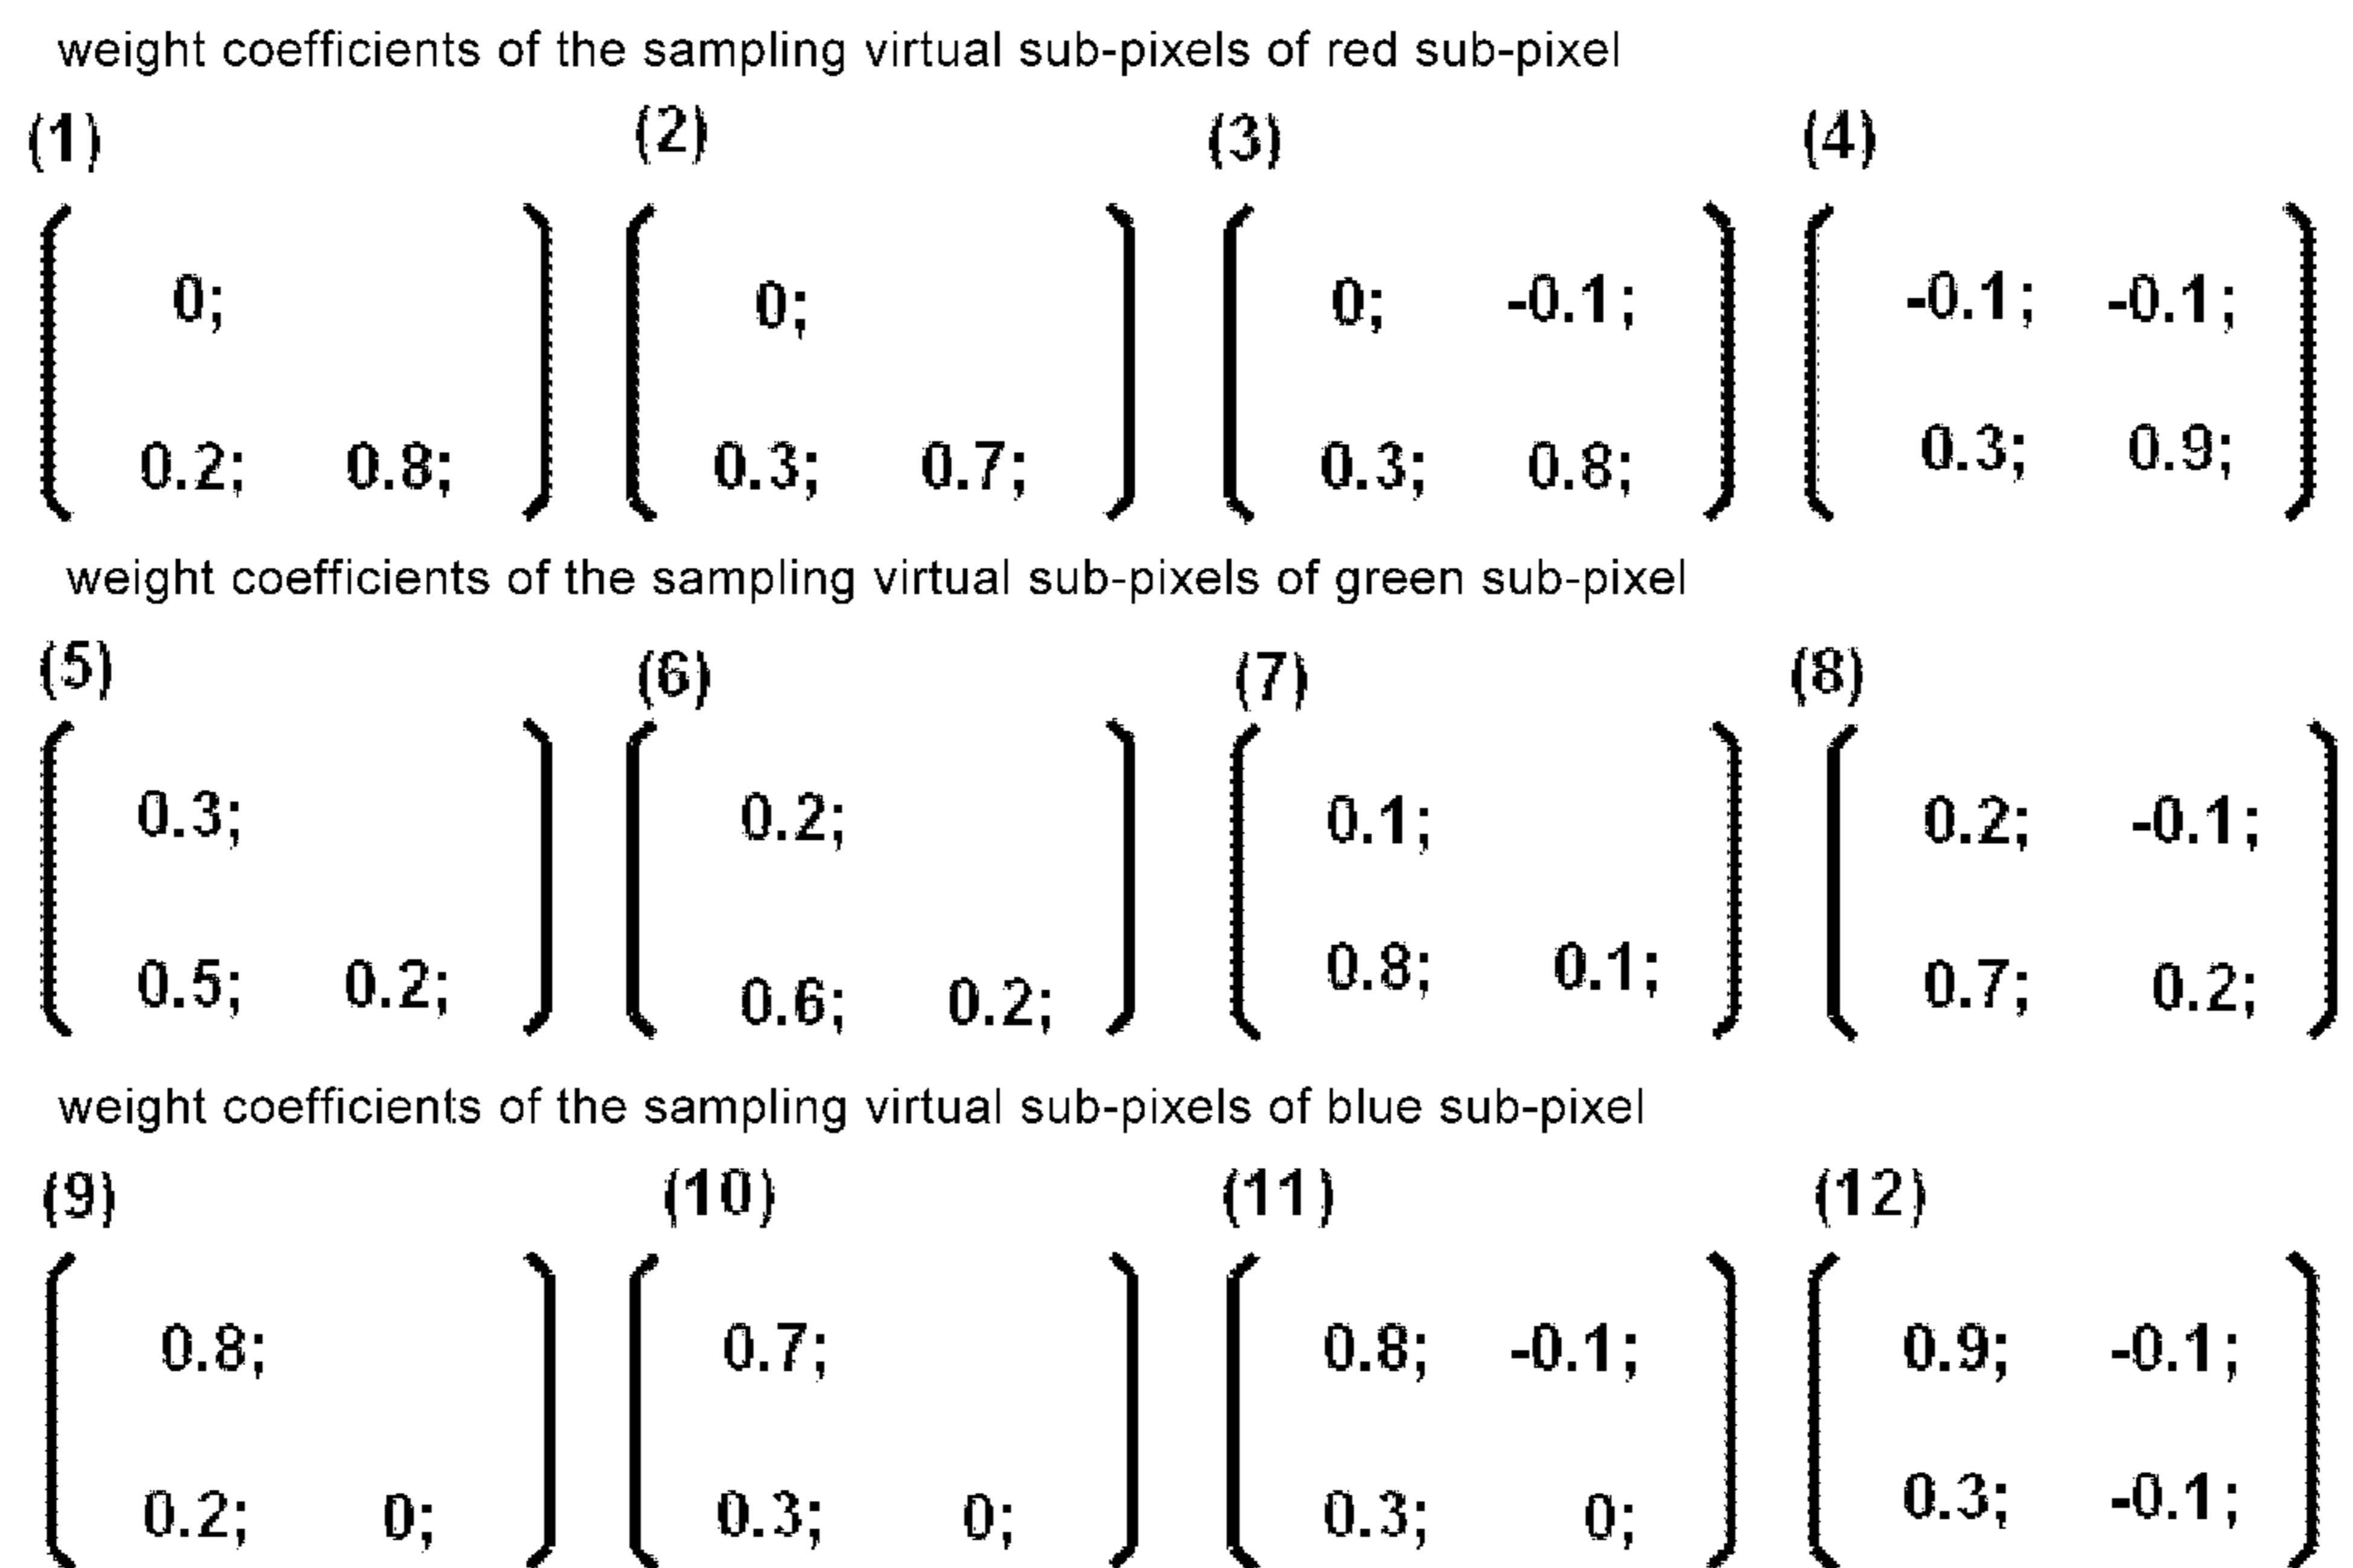 weight coefficients of the sampling virtual sub-pixels of red sub-pixel
(1) (2) (3) (4)
0; 0; 0; -0.1; -0.1; -0.1;
0.2; 0.8; 0.3; 0.7; 0.3; 0.8; 0.3; 0.9;
weight coefficients of the sampling virtual sub-pixels of green sub-pixel
(5) (6) (7) (8)
0.3; 0.2; 0.1; 0.2; -0.1;
0.5; 0.2; 0.6; 0.2; 0.8; 0.1; 0.7; 0.2;
weight coefficients of the sampling virtual sub-pixels of blue sub-pixel
(9) (10) (11) (12)
0.8; 0.7; 0.8; -0.1; 0.9; -0.1;
0.2; 0; 0.3; 0; 0.3; 0; 0.3; -0.1;